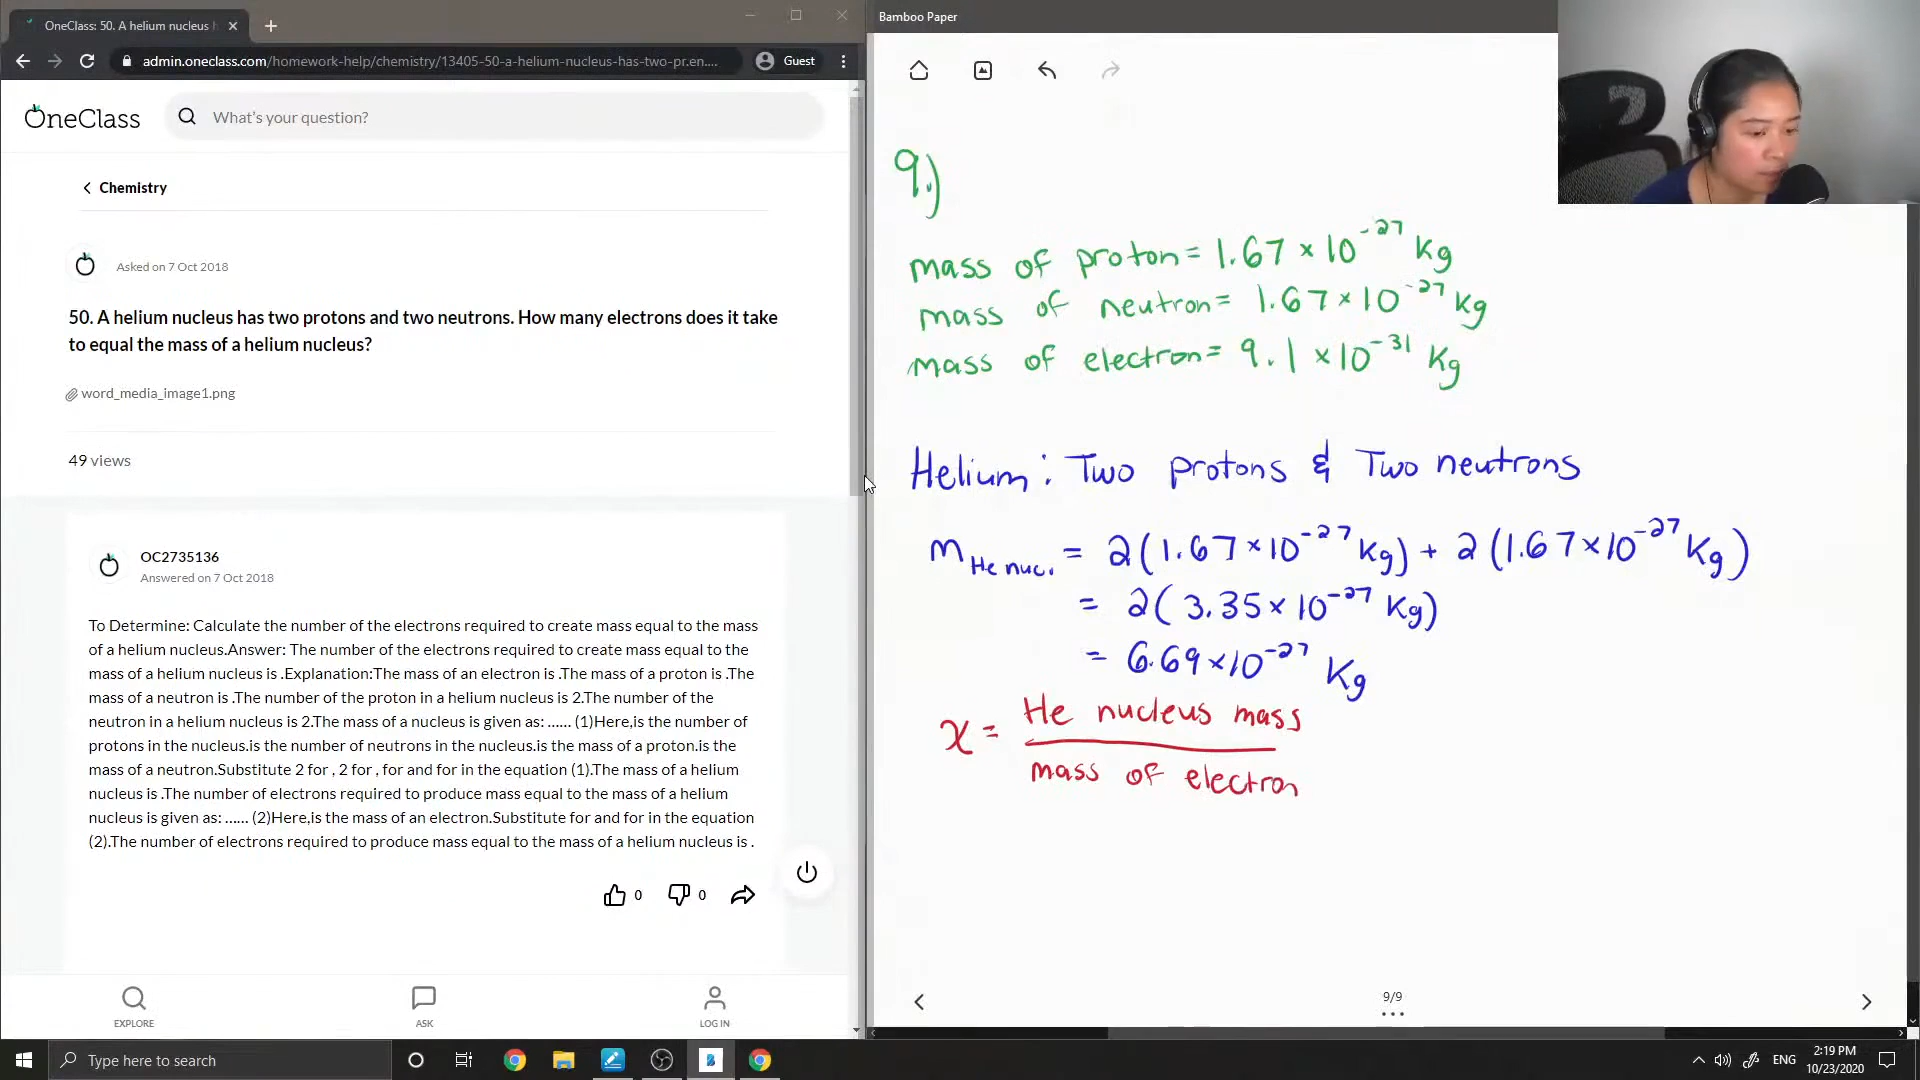 OneClass: 50. A helium nucleus h
admin.oneclass.com/homework-help/chemistry/13405-50-a-helium-nucleus-has-two-pr.en....
Guest
OneClass
What's your question?
Chemistry
Asked on 7 Oct 2018
50. A helium nucleus has two protons and two neutrons. How many electrons does it take
to equal the mass of a helium nucleus?
word_media_image1.png
49 views
OC2735136
Answered on 7 Oct 2018
To Determine: Calculate the number of the electrons required to create mass equal to the mass
of a helium nucleus.Answer: The number of the electrons required to create mass equal to the
mass of a helium nucleus is .Explanation:The mass of an electron is .The mass of a proton is .The
mass of a neutron is .The number of the proton in a helium nucleus is 2.The number of the
neutron in a helium nucleus is 2.The mass of a nucleus is given as: ...... (1)Here,is the number of
protons in the nucleus.is the number of neutrons in the nucleus.is the mass of a proton.is the
mass of a neutron.Substitute 2 for , 2 for , for and for in the equation (1).The mass of a helium
nucleus is .The number of electrons required to produce mass equal to the mass of a helium
nucleus is given as: ...... (2)Here,is the mass of an electron.Substitute for and for in the equation
(2).The number of electrons required to produce mass equal to the mass of a helium nucleus is .
0
0
EXPLORE
ASK
LOG IN
Bamboo Paper
9.)
mass of proton = 1.67 × 10⁻²⁷ Kg
mass of neutron = 1.67 × 10⁻²⁷ Kg
mass of electron = 9.1 × 10⁻³¹ Kg
Helium : Two protons & Two neutrons
m He nuc. = 2(1.67 × 10⁻²⁷ Kg) + 2(1.67 × 10⁻²⁷ Kg)
= 2(3.35 × 10⁻²⁷ Kg)
= 6.69 × 10⁻²⁷ Kg
x = He nucleus mass
mass of electron
9/9
Type here to search
ENG
2:19 PM
10/23/2020